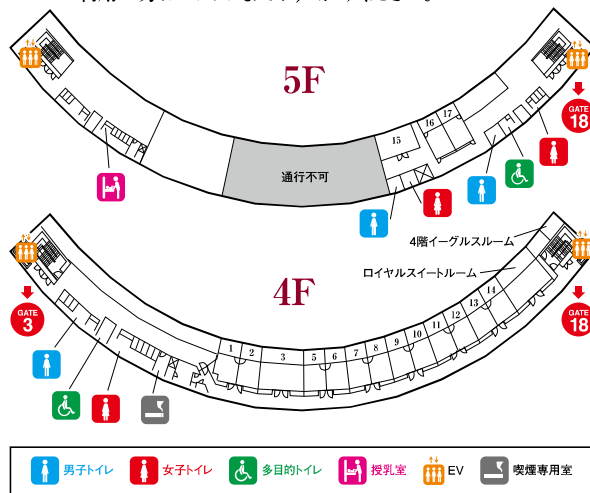 5F
GATE
18
15
16
17
通行不可
4階イーグルスルーム
ロイヤルスイートルーム
4F
GATE
3
GATE
18
1
2
3
5
6
7
8
9
10
11
12
13
14
男子トイレ
女子トイレ
多目的トイレ
授乳室
EV
喫煙専用室